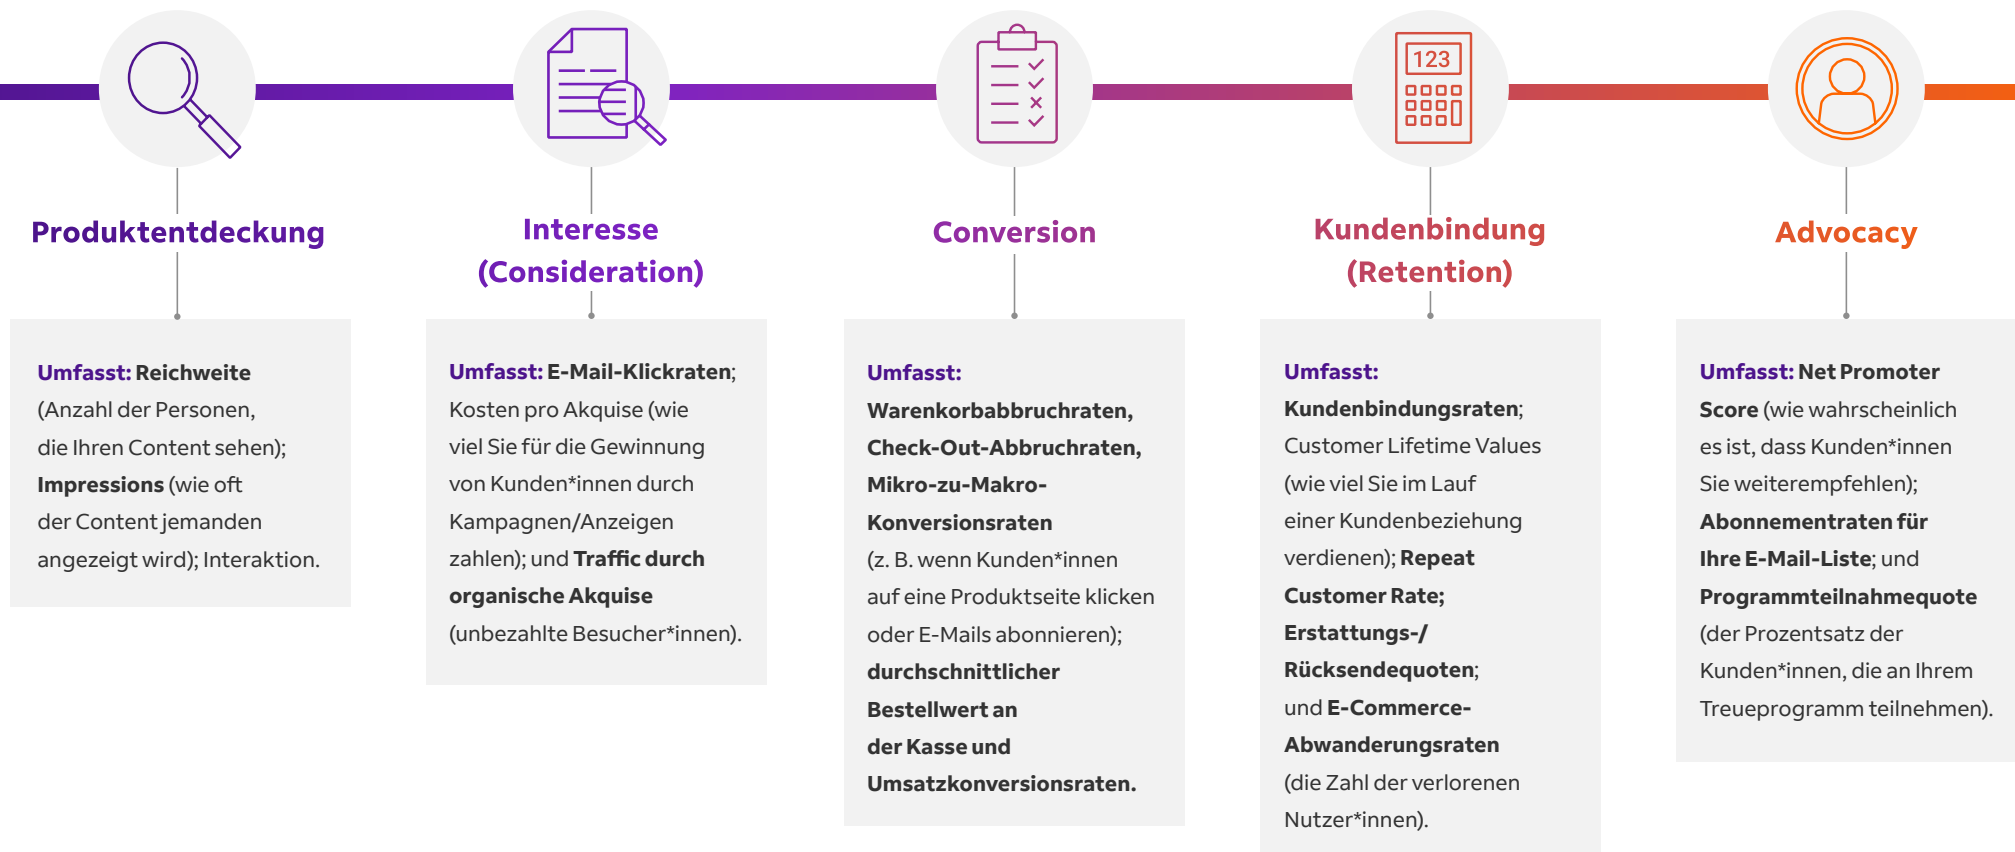 123
Produktentdeckung
Umfasst: Reichweite
(Anzahl der Personen,
die Ihren Content sehen);
Impressions (wie oft
der Content jemanden
angezeigt wird); Interaktion.
Interesse
(Consideration)
Umfasst: E-Mail-Klickraten;
Kosten pro Akquise (wie
viel Sie für die Gewinnung
von Kunden*innen durch
Kampagnen/Anzeigen
zahlen); und Traffic durch
organische Akquise
(unbezahlte Besucher*innen).
Conversion
Umfasst:
Warenkorbabbruchraten,
Check-Out-Abbruchraten,
Mikro-zu-Makro-
Konversionsraten
(z. B. wenn Kunden*innen
auf eine Produktseite klicken
oder E-Mails abonnieren);
durchschnittlicher
Bestellwert an
der Kasse und
Umsatzkonversionsraten.
Kundenbindung
(Retention)
Umfasst:
Kundenbindungsraten;
Customer Lifetime Values
(wie viel Sie im Lauf
einer Kundenbeziehung
verdienen); Repeat
Customer Rate;
Erstattungs-/
Rücksendequoten;
und E-Commerce-
Abwanderungsraten
(die Zahl der verlorenen
Nutzer*innen).
Advocacy
Umfasst: Net Promoter
Score (wie wahrscheinlich
es ist, dass Kunden*innen
Sie weiterempfehlen);
Abonnementraten für
Ihre E-Mail-Liste; und
Programmteilnahmequote
(der Prozentsatz der
Kunden*innen, die an Ihrem
Treueprogramm teilnehmen).